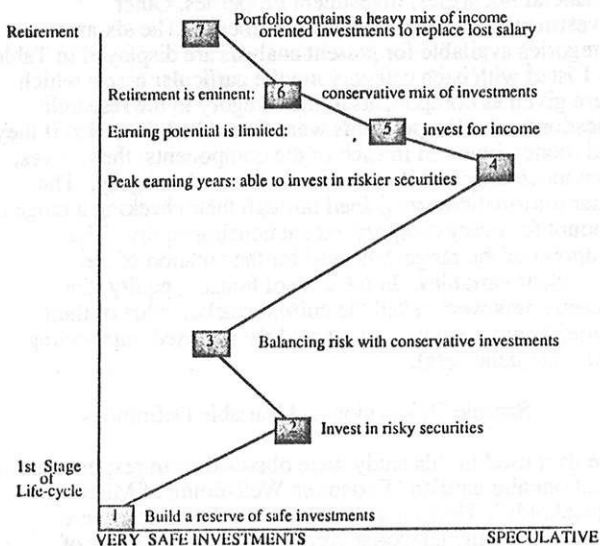 Retirement
7
Portfolio contains a heavy mix of income
oriented investments to replace lost salary
Retirement is eminent:
6
conservative mix of investments
Earning potential is limited:
5
invest for income
4
Peak earning years: able to invest in riskier securities
3
Balancing risk with conservative investments
2
Invest in risky securities
1st Stage
of
Life-cycle
1
Build a reserve of safe investments
VERY SAFE INVESTMENTS
SPECULATIVE